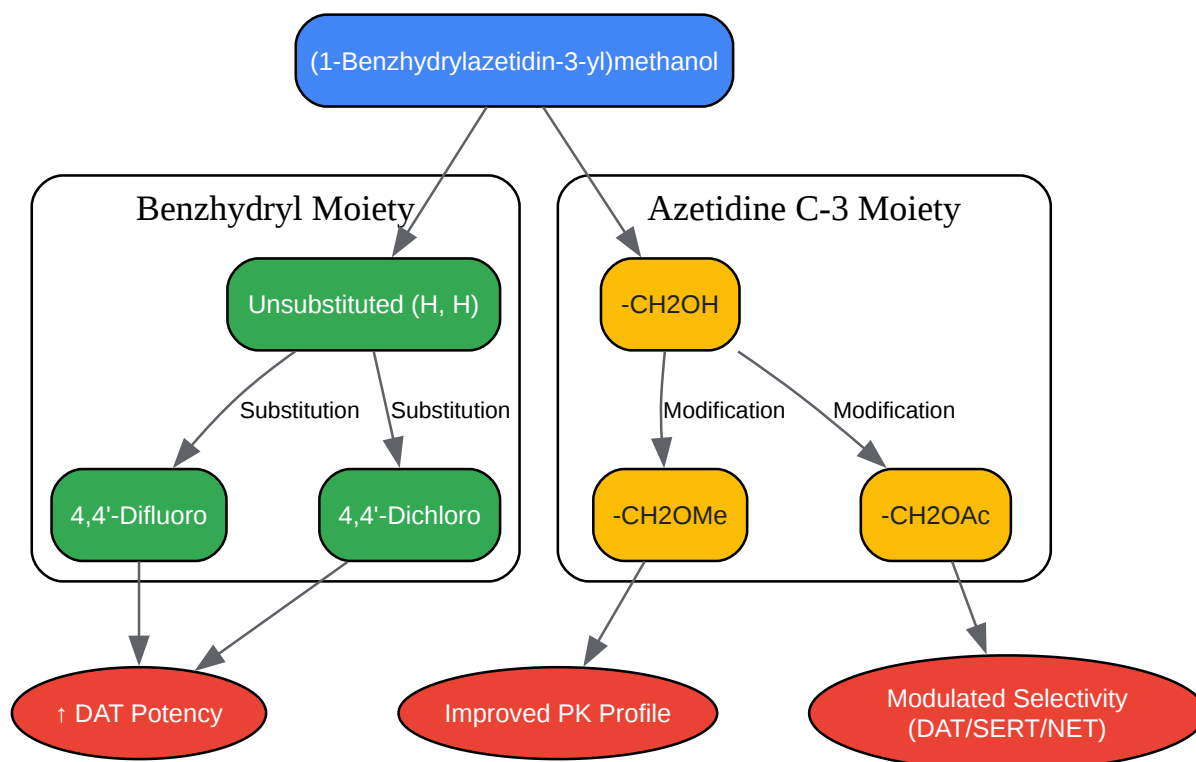 (1-Benzhydrylazetidin-3-yl)methanol
Benzhydryl Moiety
Azetidine C-3 Moiety
Unsubstituted (H, H)
-CH2OH
Substitution
Substitution
Modification
Modification
4,4'-Difluoro
4,4'-Dichloro
-CH2OMe
-CH2OAc
↑ DAT Potency
Improved PK Profile
Modulated Selectivity
(DAT/SERT/NET)